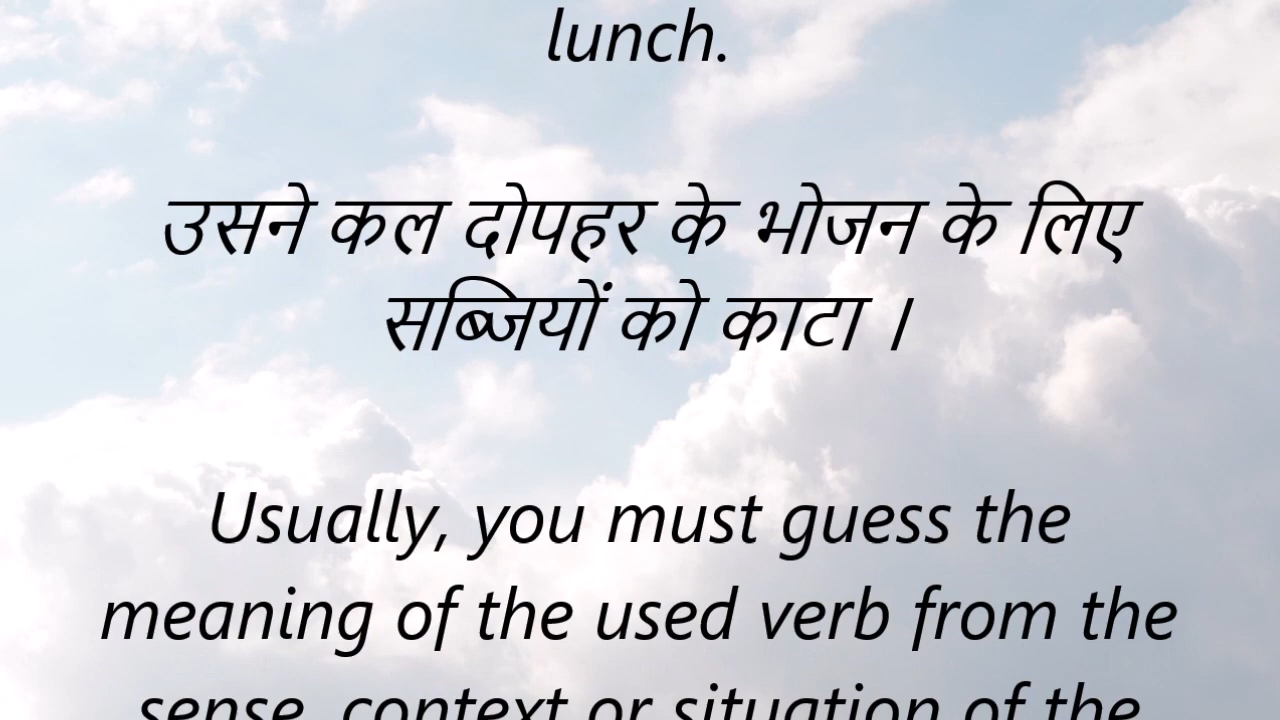 lunch.
उसने कल दोपहर के भोजन के लिए
सब्जियों को काटा ।
Usually, you must guess the
meaning of the used verb from the
sense, context or situation of the